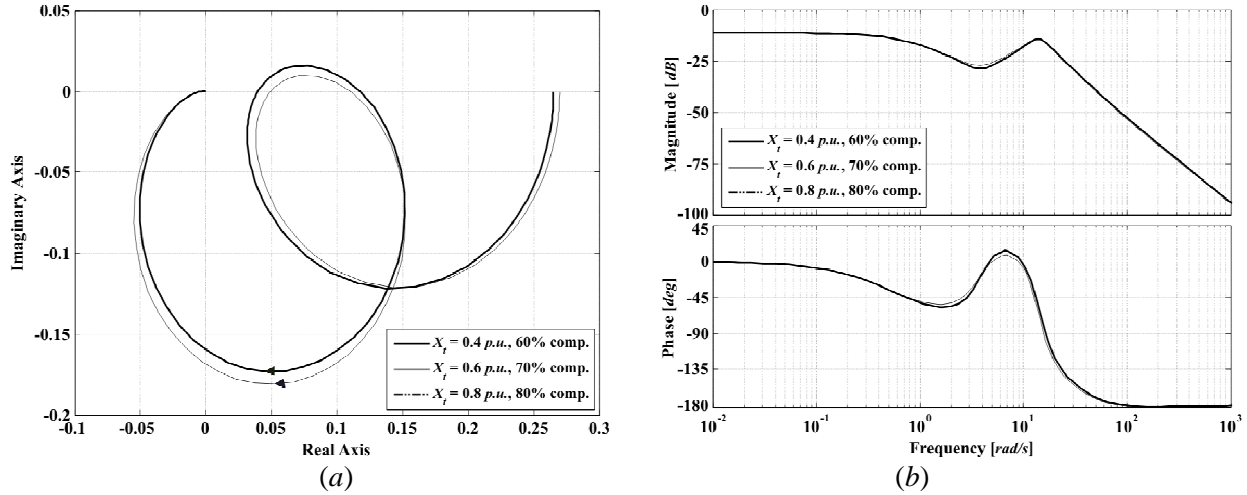 0.05
0
-0.05
-0.1
-0.15
-0.2
Imaginary Axis
X_t = 0.4 p.u., 60% comp.
X_t = 0.6 p.u., 70% comp.
X_t = 0.8 p.u., 80% comp.
-0.1 -0.05 0 0.05 0.1 0.15 0.2 0.25 0.3
Real Axis
(a)
0
-25
-50
-75
-100
Magnitude [dB]
X_t = 0.4 p.u., 60% comp.
X_t = 0.6 p.u., 70% comp.
X_t = 0.8 p.u., 80% comp.
45
0
-45
-90
-135
-180
Phase [deg]
10^-2 10^-1 10^0 10^1 10^2 10^3
Frequency [rad/s]
(b)